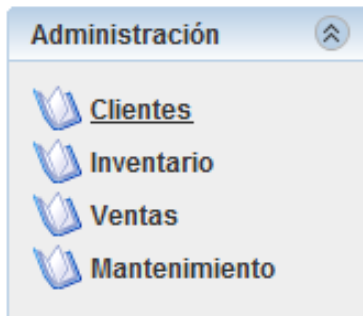 Administración
Clientes
Inventario
Ventas
Mantenimiento